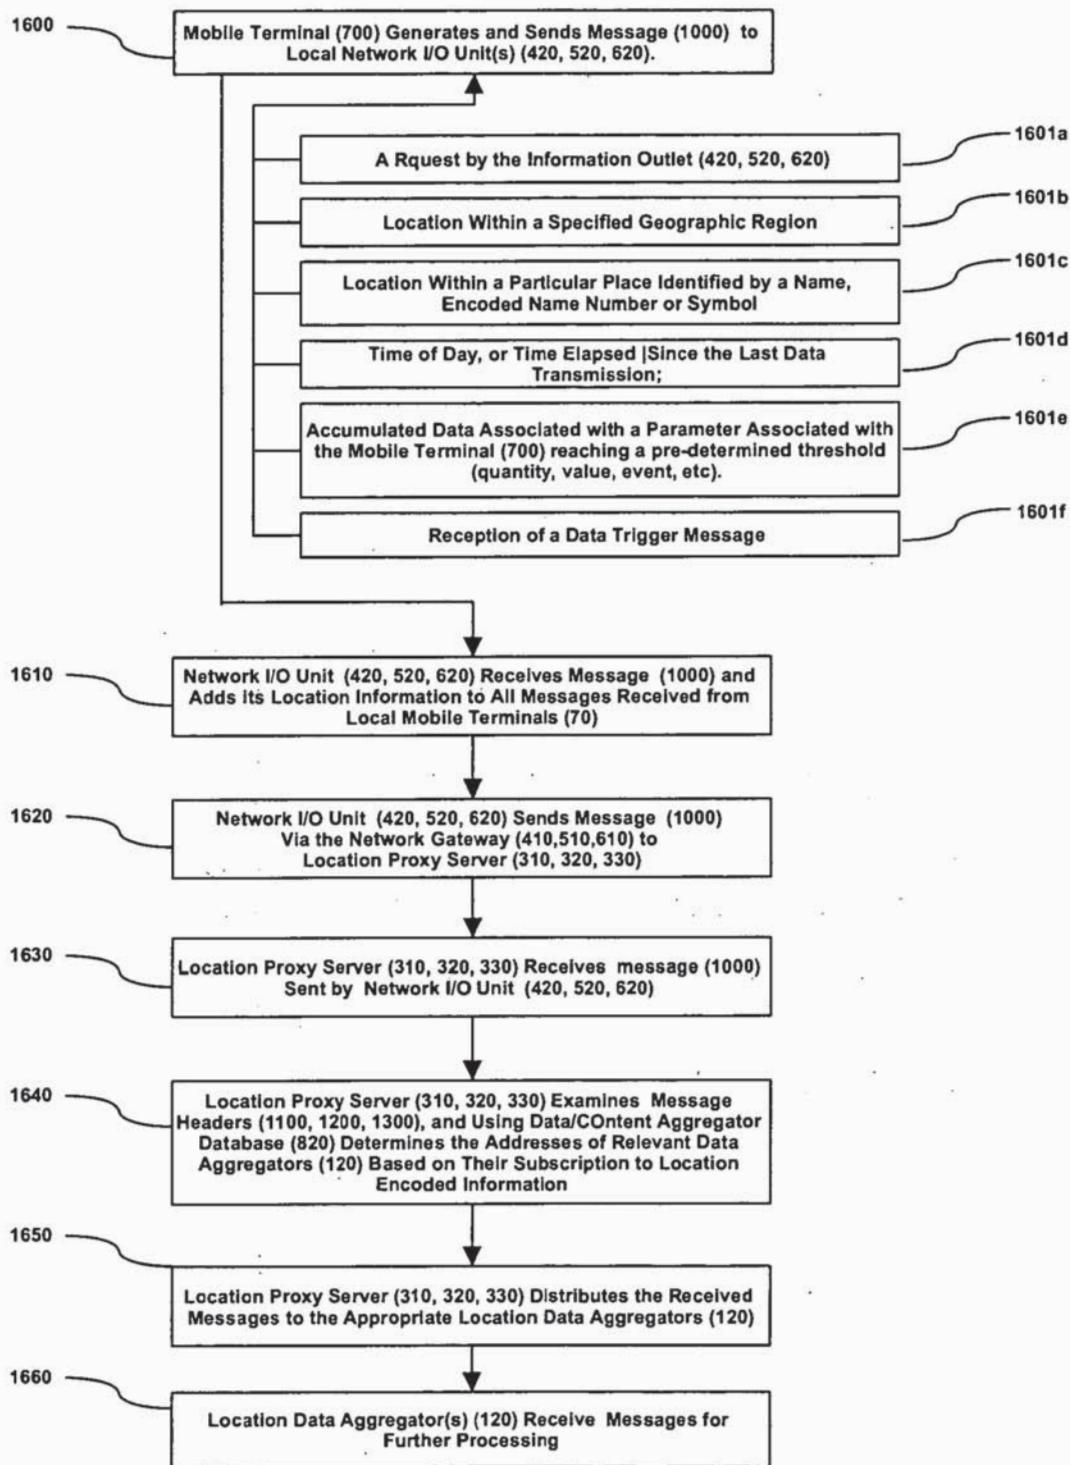 1600
Mobile Terminal (700) Generates and Sends Message (1000) to
Local Network I/O Unit(s) (420, 520, 620).
1601a
A Rquest by the Information Outlet (420, 520, 620)
1601b
Location Within a Specified Geographic Region
1601c
Location Within a Particular Place Identified by a Name,
Encoded Name Number or Symbol
1601d
Time of Day, or Time Elapsed |Since the Last Data
Transmission;
1601e
Accumulated Data Associated with a Parameter Associated with
the Mobile Terminal (700) reaching a pre-determined threshold
(quantity, value, event, etc).
1601f
Reception of a Data Trigger Message
1610
Network I/O Unit (420, 520, 620) Receives Message (1000) and
Adds its Location Information to All Messages Received from
Local Mobile Terminals (70)
1620
Network I/O Unit (420, 520, 620) Sends Message (1000)
Via the Network Gateway (410,510,610) to
Location Proxy Server (310, 320, 330)
1630
Location Proxy Server (310, 320, 330) Receives message (1000)
Sent by Network I/O Unit (420, 520, 620)
1640
Location Proxy Server (310, 320, 330) Examines Message
Headers (1100, 1200, 1300), and Using Data/COntent Aggregator
Database (820) Determines the Addresses of Relevant Data
Aggregators (120) Based on Their Subscription to Location
Encoded Information
1650
Location Proxy Server (310, 320, 330) Distributes the Received
Messages to the Appropriate Location Data Aggregators (120)
1660
Location Data Aggregator(s) (120) Receive Messages for
Further Processing